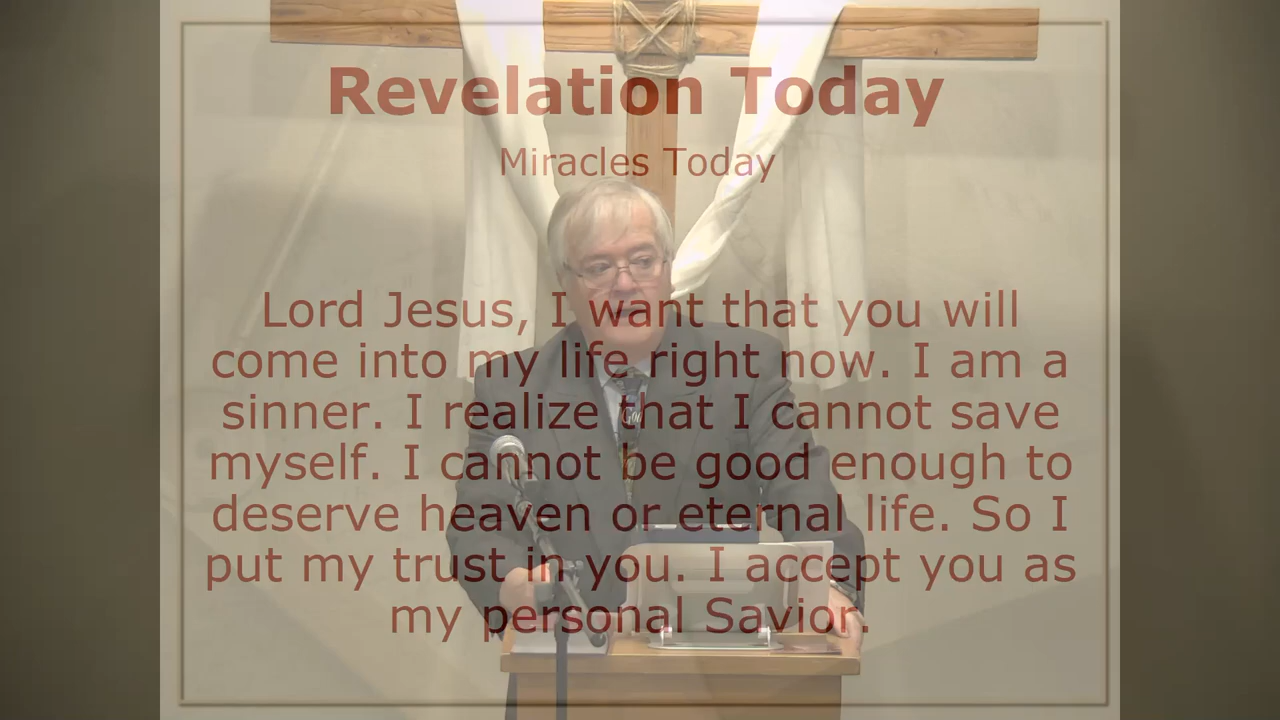 Revelation Today
Miracles Today
Lord Jesus, I want that you will
come into my life right now. I am a
sinner. I realize that I cannot save
myself. I cannot be good enough to
deserve heaven or eternal life. So I
put my trust in you. I accept you as
my personal Savior.